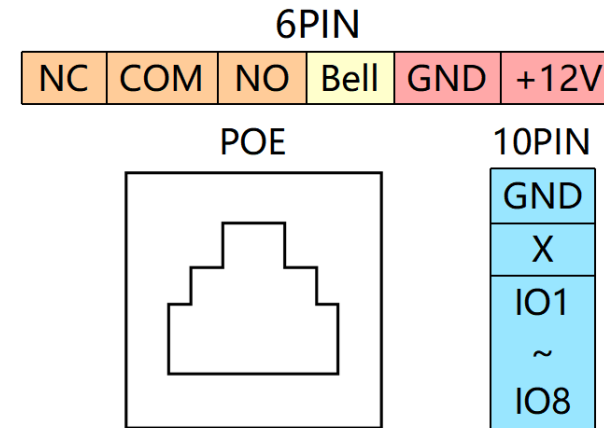 6PIN
NC COM NO Bell GND +12V
POE
10PIN
GND
X
IO1
~
IO8